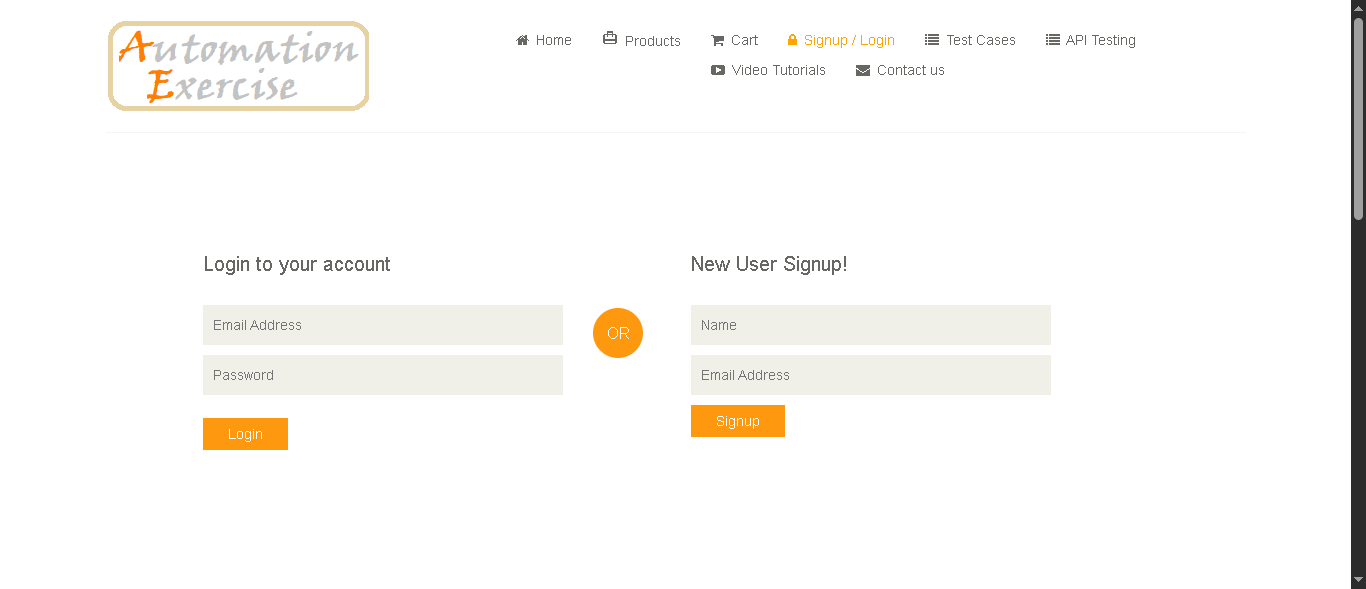 Automation
Exercise
Home Products Cart Signup / Login Test Cases API Testing
Video Tutorials Contact us
Login to your account
Email Address
Password
Login
OR
New User Signup!
Name
Email Address
Signup